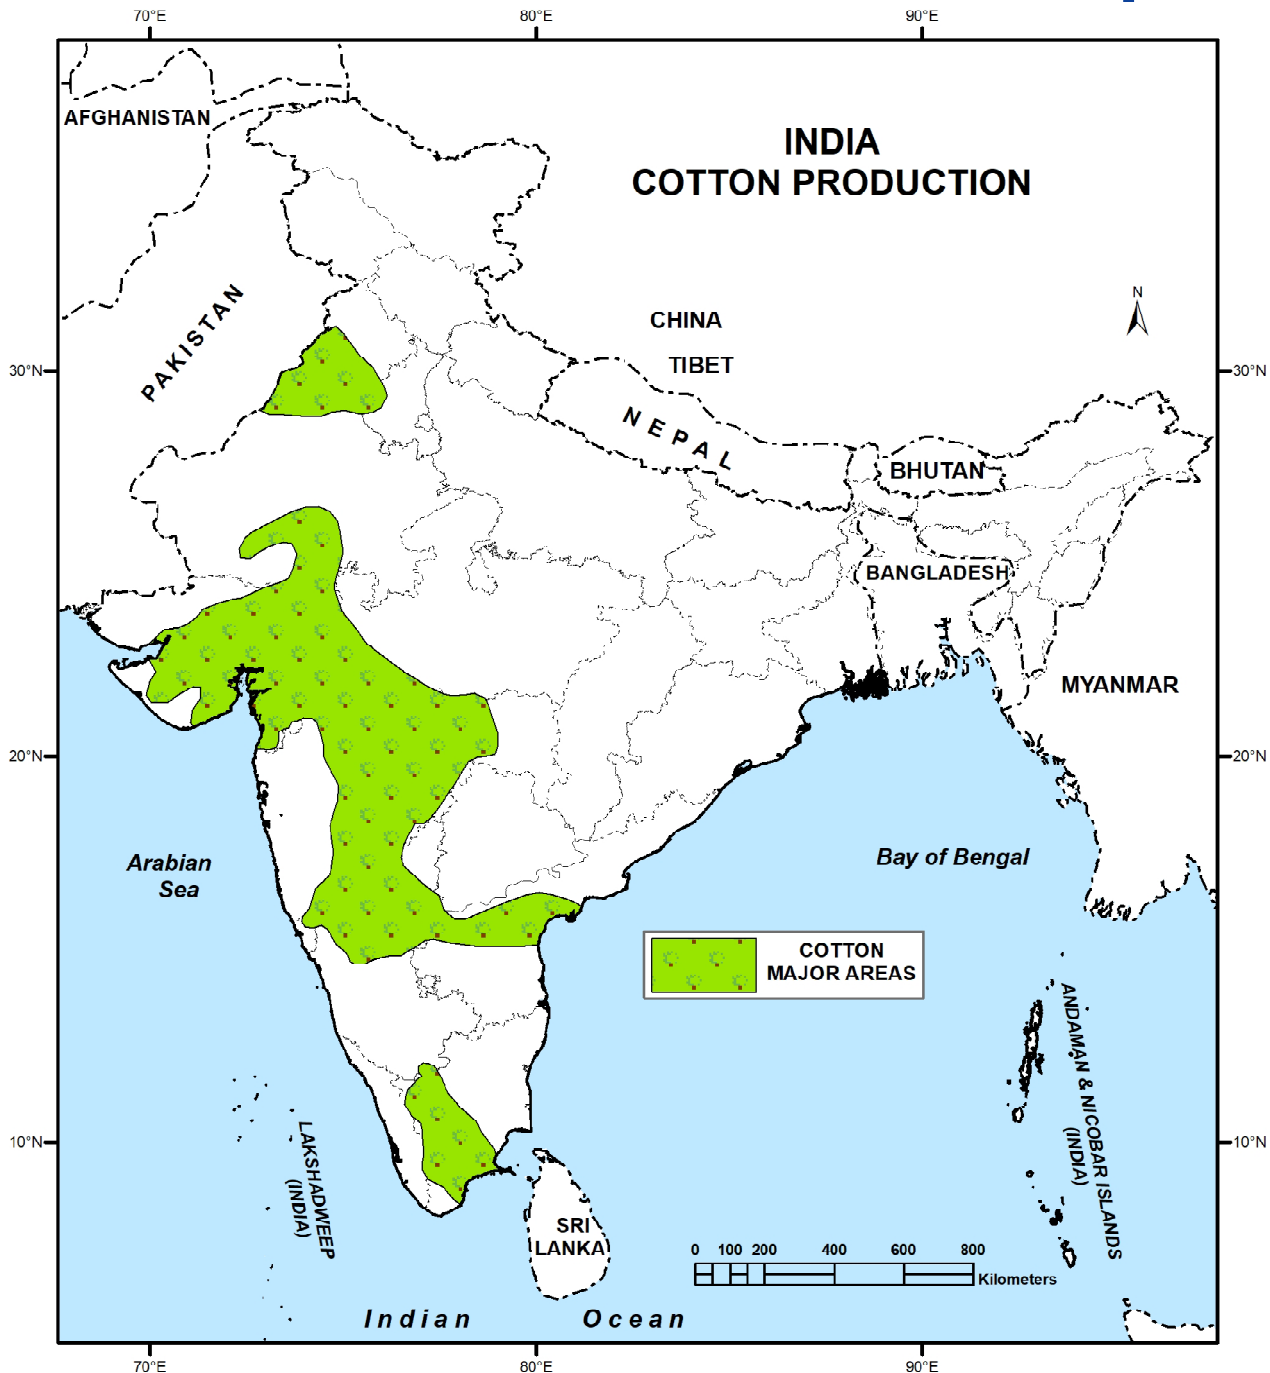 70°E
80°E
90°E
AFGHANISTAN
INDIA
COTTON PRODUCTION
PAKISTAN
N
CHINA
TIBET
30°N
30°N
NEPAL
BHUTAN
BANGLADESH
MYANMAR
20°N
20°N
Arabian
Sea
Bay of Bengal
COTTON
MAJOR AREAS
ANDAMAN & NICOBAR ISLANDS
(INDIA)
LAKSHADWEEP
(INDIA)
10°N
10°N
SRI
LANKA
0 100 200 400 600 800
Kilometers
Indian Ocean
70°E
80°E
90°E